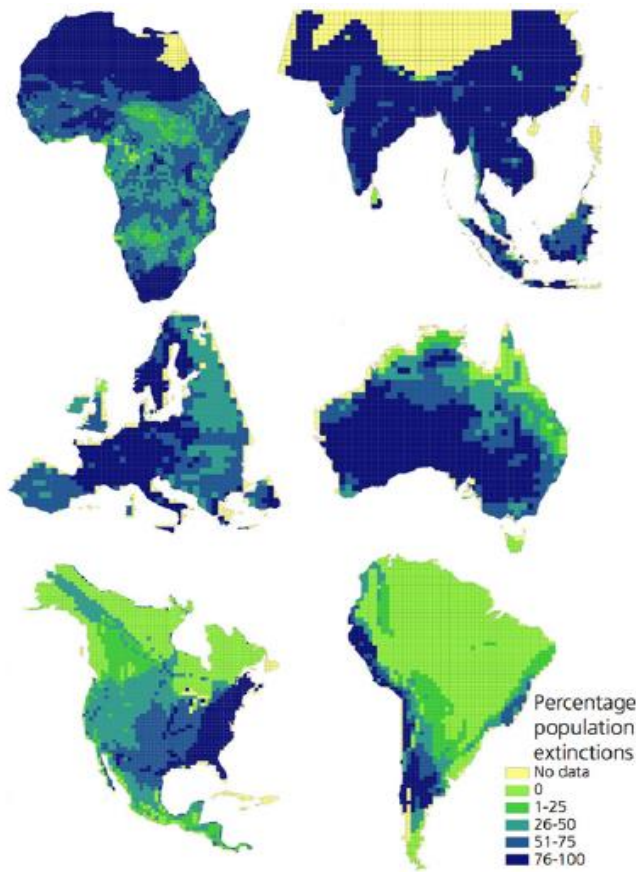 Percentage
population
extinctions
No data
0
1-25
26-50
51-75
76-100